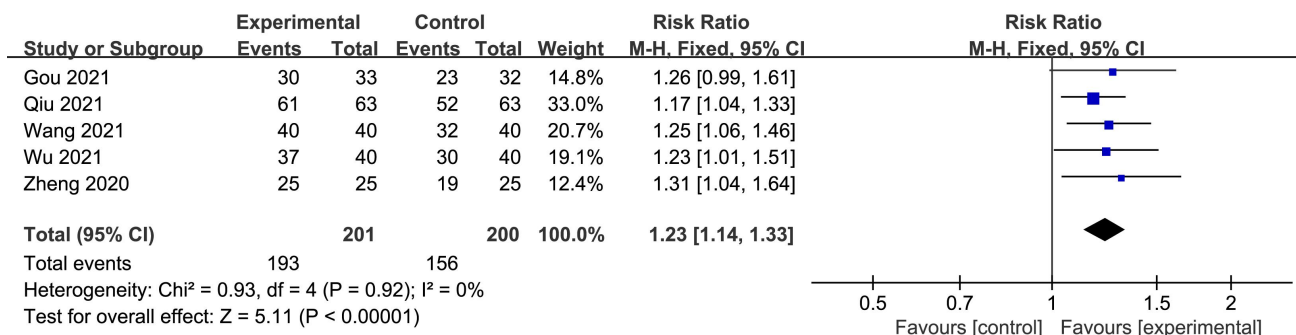 Experimental Control Risk Ratio Risk Ratio
Study or Subgroup Events Total Events Total Weight M-H, Fixed, 95% CI M-H, Fixed, 95% CI
Gou 2021 30 33 23 32 14.8% 1.26 [0.99, 1.61]
Qiu 2021 61 63 52 63 33.0% 1.17 [1.04, 1.33]
Wang 2021 40 40 32 40 20.7% 1.25 [1.06, 1.46]
Wu 2021 37 40 30 40 19.1% 1.23 [1.01, 1.51]
Zheng 2020 25 25 19 25 12.4% 1.31 [1.04, 1.64]
Total (95% CI) 201 200 100.0% 1.23 [1.14, 1.33]
Total events 193 156
Heterogeneity: Chi² = 0.93, df = 4 (P = 0.92); I² = 0%
Test for overall effect: Z = 5.11 (P < 0.00001)
0.5 0.7 1 1.5 2
Favours [control] Favours [experimental]